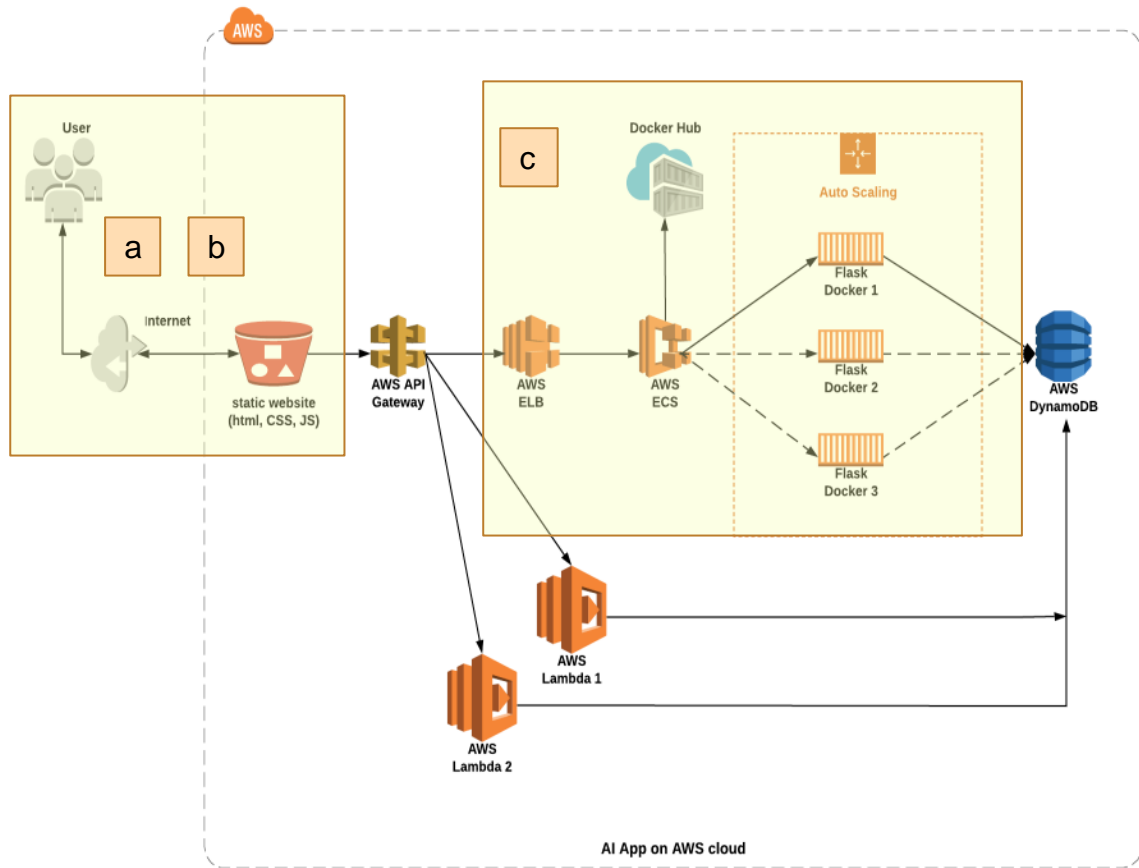 AWS
User
a
b
Internet
static website
(html, CSS, JS)
AWS API
Gateway
c
Docker Hub
Auto Scaling
AWS
ELB
AWS
ECS
Flask
Docker 1
Flask
Docker 2
Flask
Docker 3
AWS
DynamoDB
AWS
Lambda 1
AWS
Lambda 2
AI App on AWS cloud